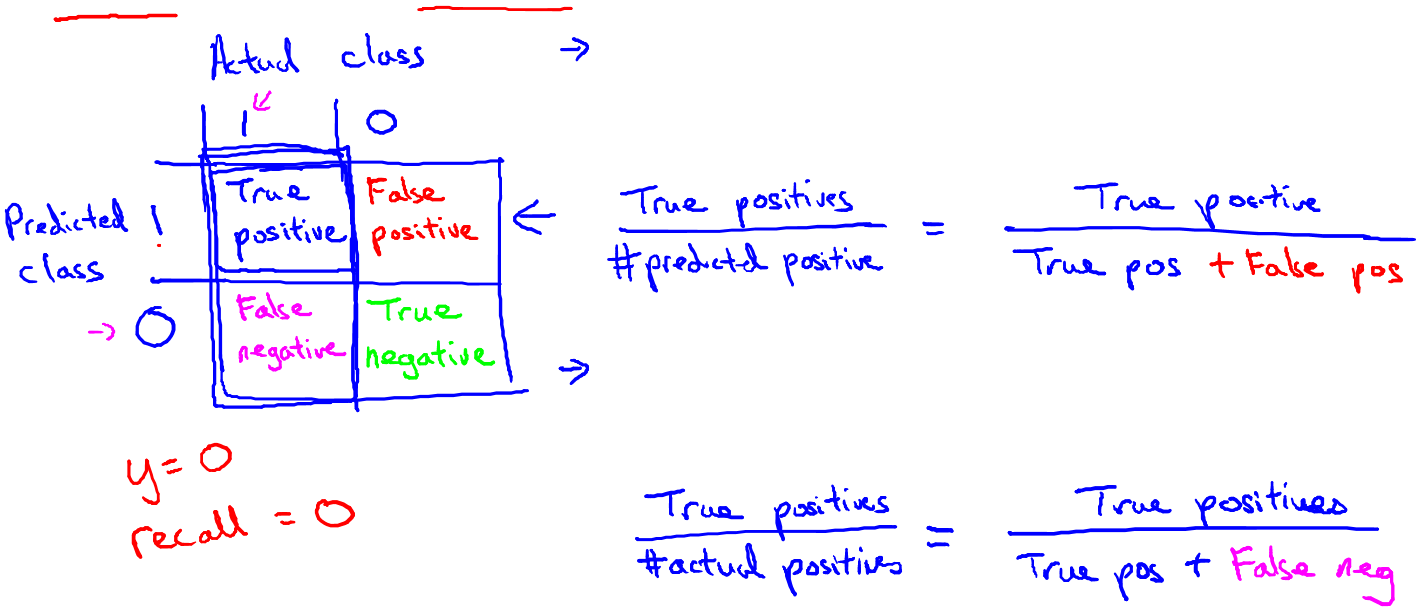 Actual class →
1 0
Predicted class 1
True positive
False positive
←
True positives / #predicted positive = True positive / True pos + False pos
→ 0
False negative
True negative
→
y = 0
recall = 0
True positives / #actual positives = True positives / True pos + False neg